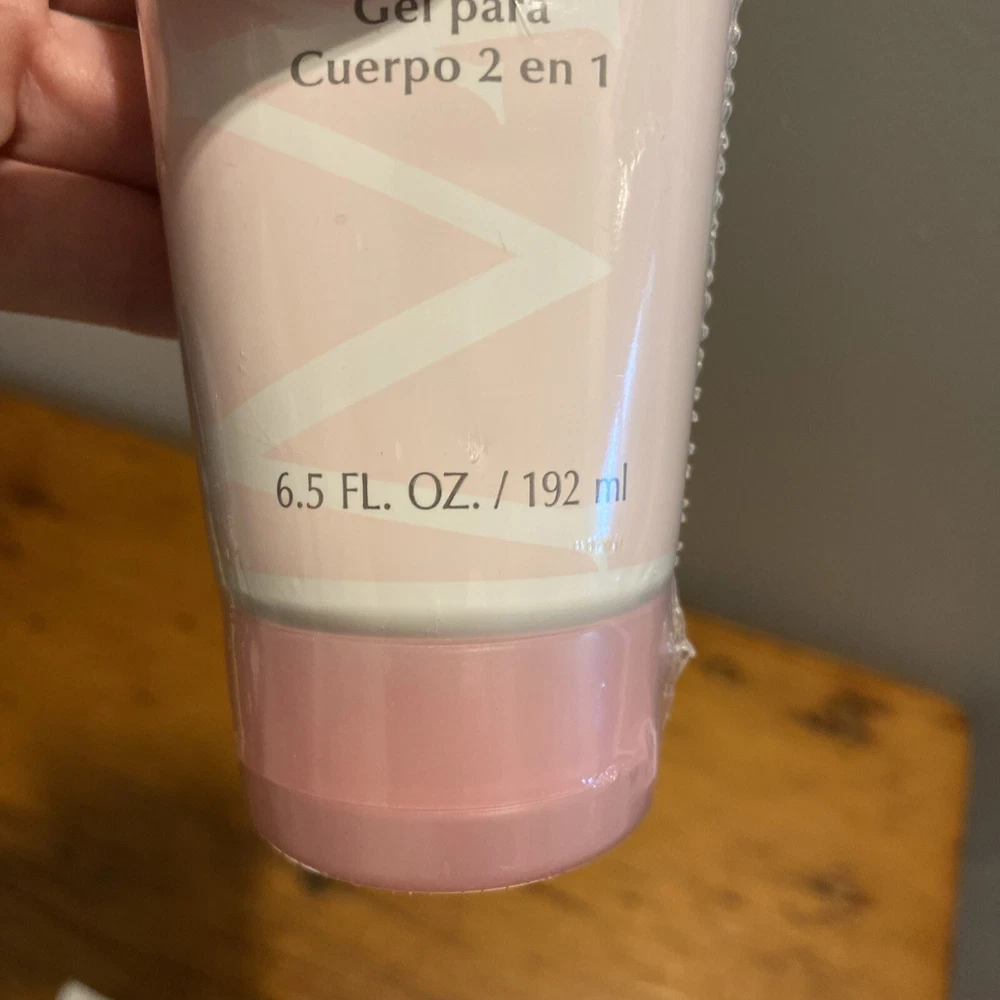 Gel para
Cuerpo 2 en 1
6.5 FL. OZ. / 192 ml